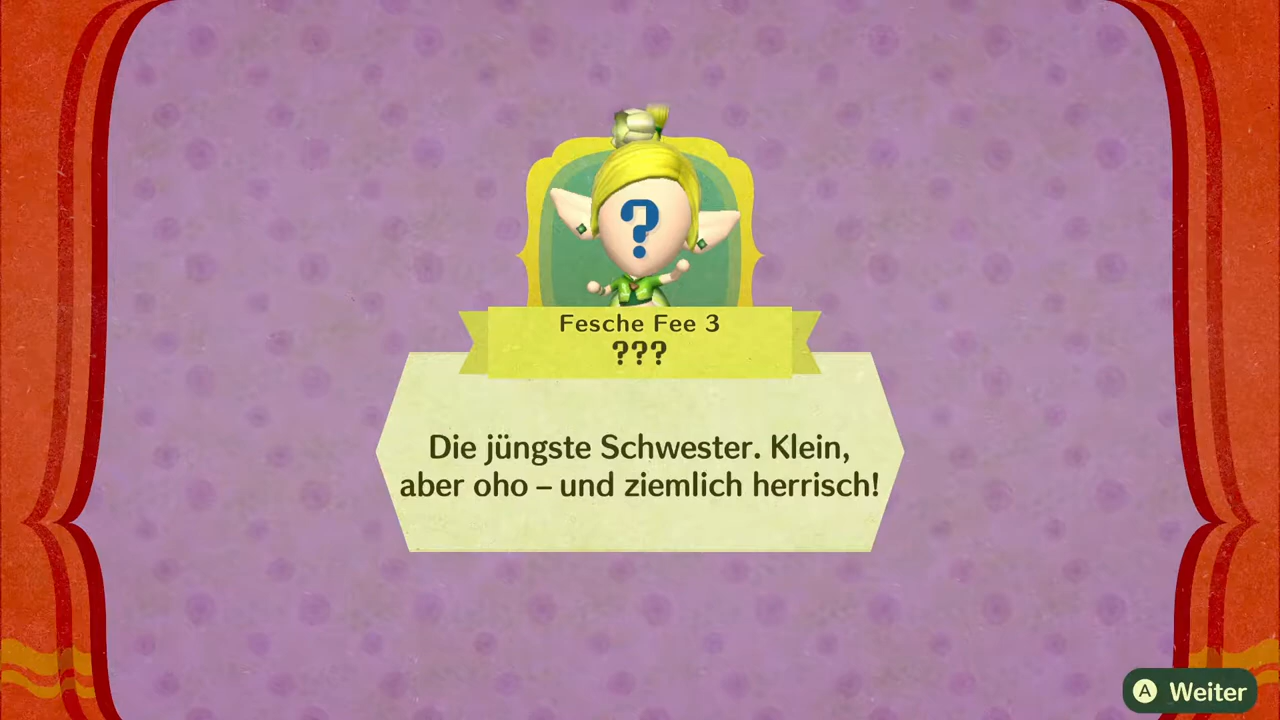 ?
Fesche Fee 3
???
Die jüngste Schwester. Klein,
aber oho – und ziemlich herrisch!
A Weiter